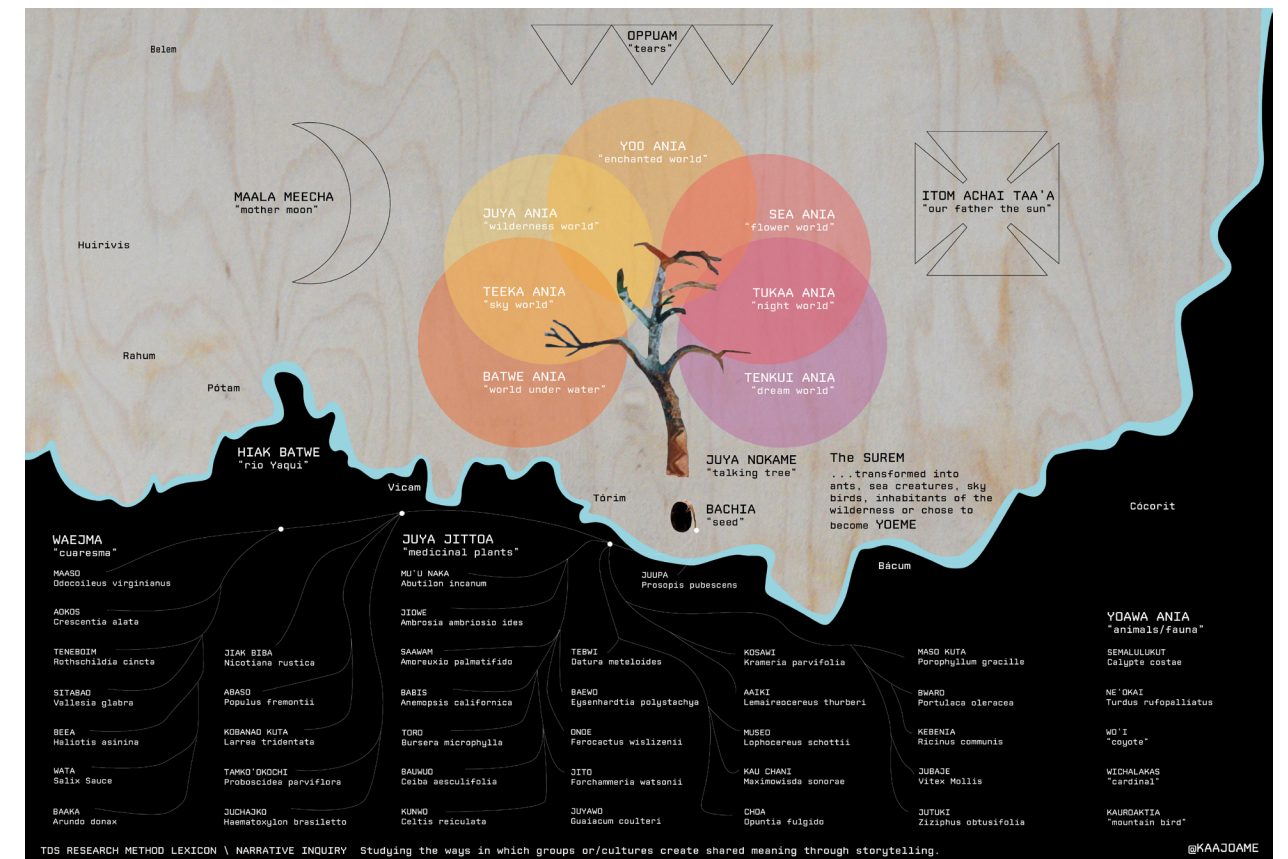 Belem
OPPUAM
"tears"
YOO ANIA
"enchanted world"
MAALA MEECHA
"mother moon"
JUYA ANIA
"wilderness world"
SEA ANIA
"flower world"
ITOM ACHAI TAA'A
"our father the sun"
Huirivis
TEEKA ANIA
"sky world"
TUKAA ANIA
"night world"
Rahum
Pótam
BATWE ANIA
"world under water"
TENKUI ANIA
"dream world"
HIAK BATWE
"rio Yaqui"
JUYA NOKAME
"talking tree"
The SUREM
...transformed into
ants, sea creatures, sky
birds, inhabitants of the
wilderness or chose to
become YOEME
Vicam
Tórim
BACHIA
"seed"
Cócorit
Bácum
WAEJMA
"cuaresma"
MAASO
Odocoileus virginianus
AOKOS
Crescentia alata
TENEBOIM
Rothschildia cincta
SITABAO
Vallesia glabra
BEEA
Haliotis asinina
WATA
Salix Sauce
BAAKA
Arundo donax
JIAK BIBA
Nicotiana rustica
ABASO
Populus fremontii
KOBANAO KUTA
Larrea tridentata
TAMKO'OKOCHI
Proboscidea parviflora
JUCHAJKO
Haematoxylon brasiletto
JUYA JITTOA
"medicinal plants"
MU'U NAKA
Abutilon incanum
JIOWE
Ambrosia ambriosio ides
SAAWAM
Amoreuxio palmatifido
BABIS
Anemopsis californica
TORO
Bursera microphylla
BAUWUO
Ceiba aesculifolia
KUNWO
Celtis reiculata
JUUPA
Prosopis pubescens
TEBWI
Datura meteloides
BAEWO
Eysenhardtia polystachya
ONOE
Ferocactus wislizenii
JITO
Forchammeria watsonii
JUYAWO
Guaiacum coulteri
KOSAWI
Krameria parvifolia
AAIKI
Lemaireocereus thurberi
MUSEO
Lophocereus schottii
KAU CHANI
Maximowisda sonorae
CHOA
Opuntia fulgido
MASO KUTA
Porophyllum gracille
BWARO
Portulaca oleracea
KEBENIA
Ricinus communis
JUBAJE
Vitex Mollis
JUTUKI
Ziziphus obtusifolia
YOAWA ANIA
"animals/fauna"
SEMALULUKUT
Calypte costae
NE'OKAI
Turdus rufopalliatus
WO'I
"coyote"
WICHALAKAS
"cardinal"
KAUROAKTIA
"mountain bird"
TDS RESEARCH METHOD LEXICON \ NARRATIVE INQUIRY Studying the ways in which groups or/cultures create shared meaning through storytelling.
@KAAJOAME